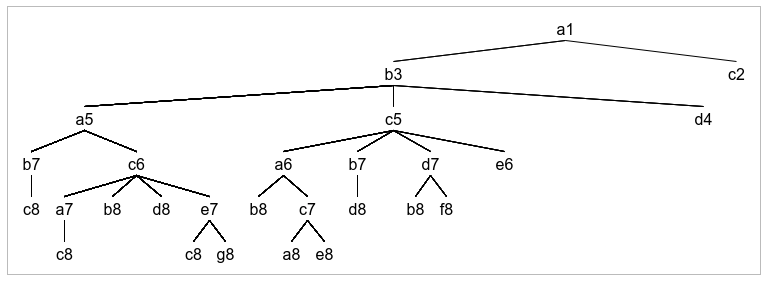 a1
b3 c2
a5 c5 d4
b7 c6 a6 b7 d7 e6
c8 a7 b8 d8 e7 b8 c7 d8 b8 f8
c8 c8 g8 a8 e8